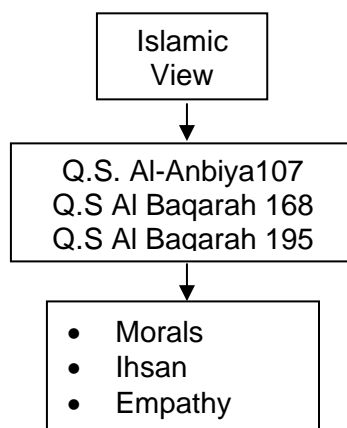 Islamic
View
Q.S. Al-Anbiya107
Q.S Al Baqarah 168
Q.S Al Baqarah 195
• Morals
• Ihsan
• Empathy